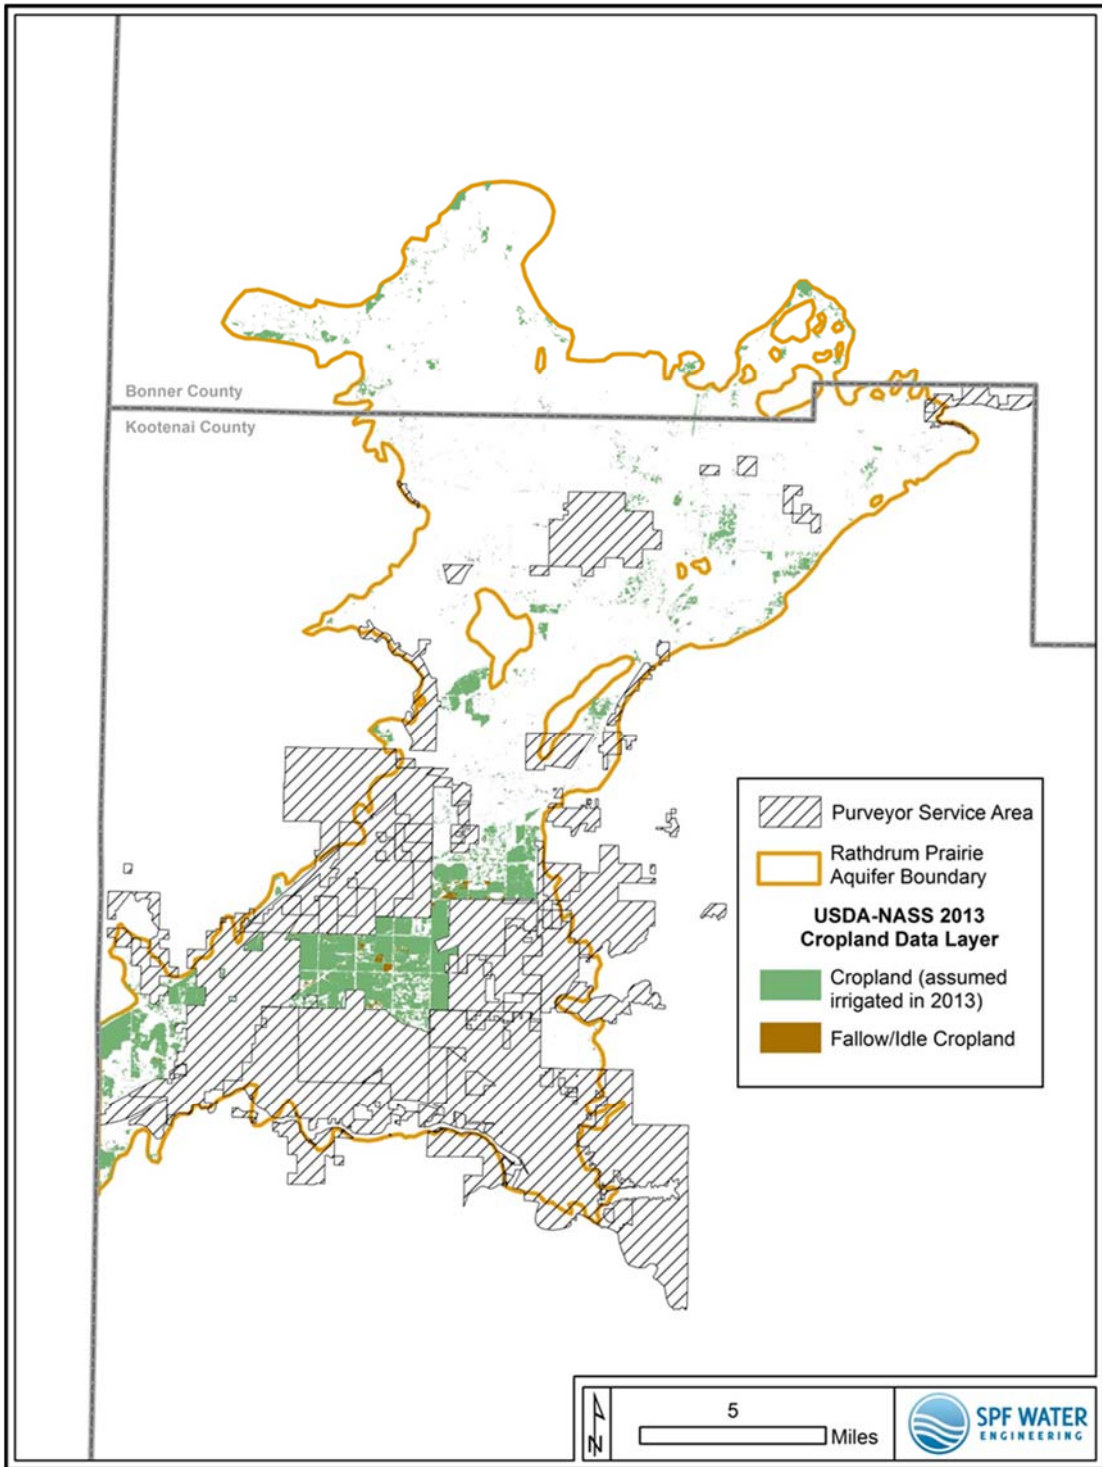 Bonner County
Kootenai County
Purveyor Service Area
Rathdrum Prairie
Aquifer Boundary
USDA-NASS 2013
Cropland Data Layer
Cropland (assumed
irrigated in 2013)
Fallow/Idle Cropland
N
5
Miles
SPF WATER
ENGINEERING